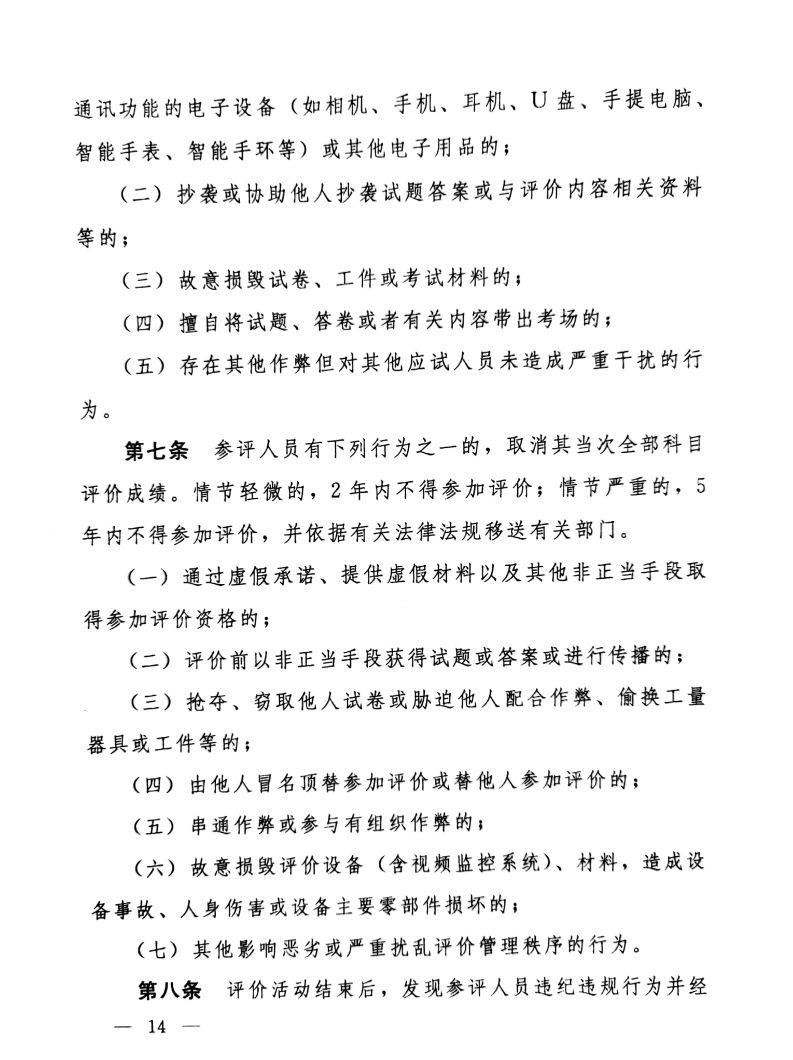 通讯功能的电子设备（如相机、手机、耳机、U 盘、手提电脑、
智能手表、智能手环等）或其他电子用品的；
（二）抄袭或协助他人抄袭试题答案或与评价内容相关资料
等的；
（三）故意损毁试卷、工件或考试材料的；
（四）擅自将试题、答卷或者有关内容带出考场的；
（五）存在其他作弊但对其他应试人员未造成严重干扰的行
为。
第七条 参评人员有下列行为之一的，取消其当次全部科目
评价成绩。情节轻微的，2 年内不得参加评价；情节严重的，5
年内不得参加评价，并依据有关法律法规移送有关部门。
（一）通过虚假承诺、提供虚假材料以及其他非正当手段取
得参加评价资格的；
（二）评价前以非正当手段获得试题或答案或进行传播的；
（三）抢夺、窃取他人试卷或胁迫他人配合作弊、偷换工量
器具或工件等的；
（四）由他人冒名顶替参加评价或替他人参加评价的；
（五）串通作弊或参与有组织作弊的；
（六）故意损毁评价设备（含视频监控系统）、材料，造成设
备事故、人身伤害或设备主要零部件损坏的；
（七）其他影响恶劣或严重扰乱评价管理秩序的行为。
第八条 评价活动结束后，发现参评人员违纪违规行为并经
— 14 —